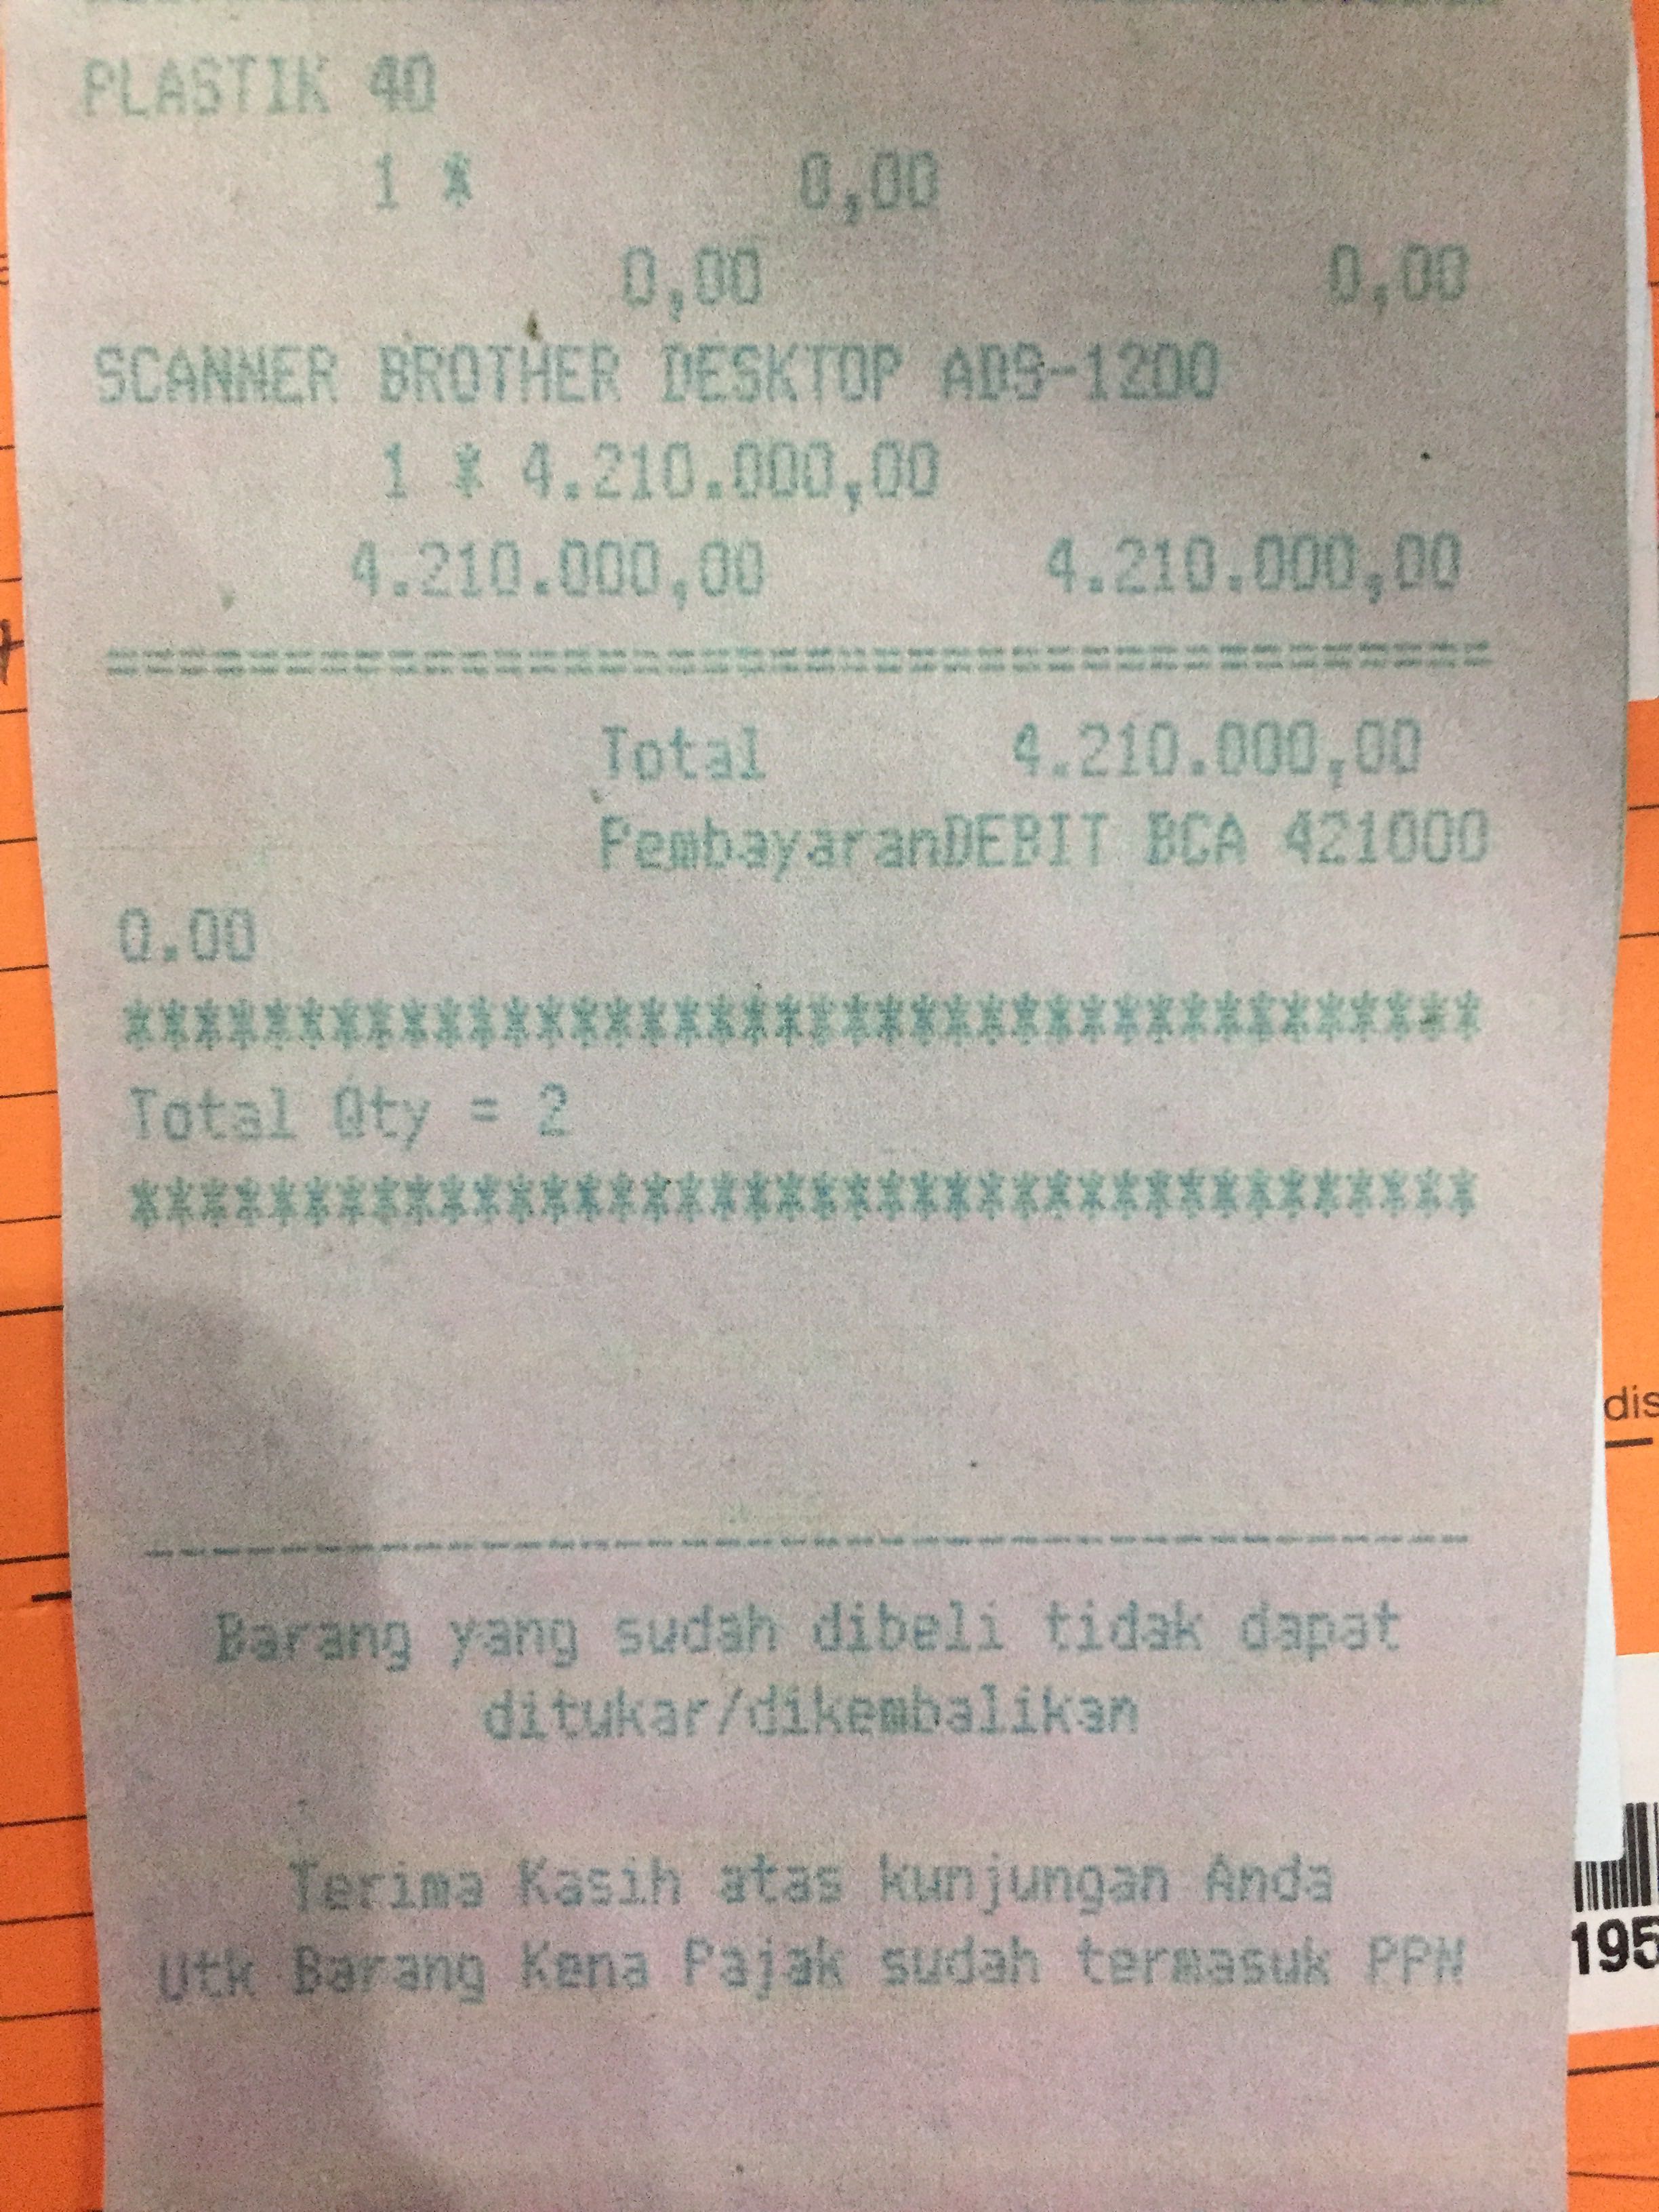 PLASTIK 40
1 * 0,00
0,00 0,00
SCANNER BROTHER DESKTOP ADS-1200
1 * 4.210.000,00
4.210.000,00 4.210.000,00
=======================================
Total 4.210.000,00
PembayaranDEBIT BCA 421000
0.00
***************************************
Total Qty = 2
***************************************
---------------------------------------
Barang yang sudah dibeli tidak dapat
ditukar/dikembalikan
Terima Kasih atas kunjungan Anda
Utk Barang Kena Pajak sudah termasuk PPN
dis
195